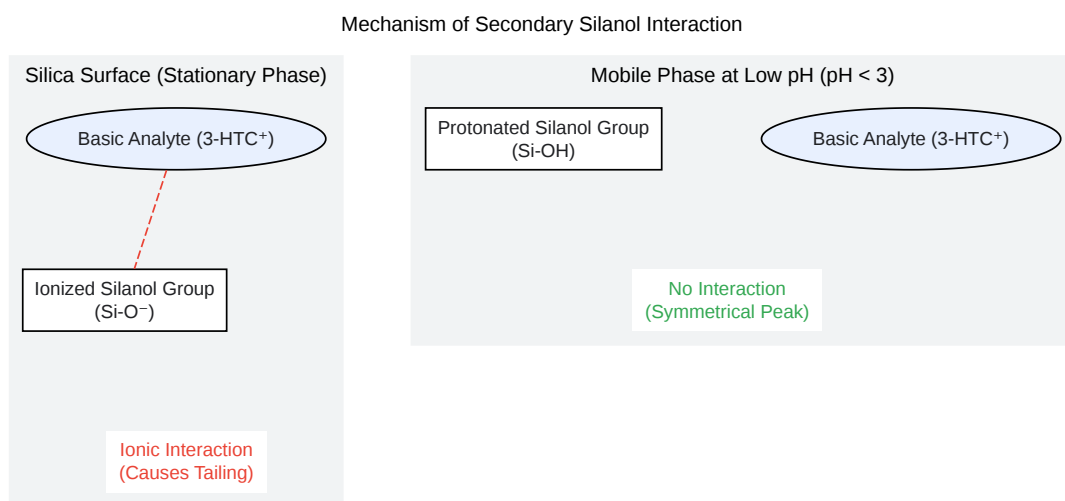 Mechanism of Secondary Silanol Interaction
Silica Surface (Stationary Phase)
Basic Analyte (3-HTC⁺)
Ionized Silanol Group
(Si-O⁻)
Ionic Interaction
(Causes Tailing)
Mobile Phase at Low pH (pH < 3)
Protonated Silanol Group
(Si-OH)
Basic Analyte (3-HTC⁺)
No Interaction
(Symmetrical Peak)